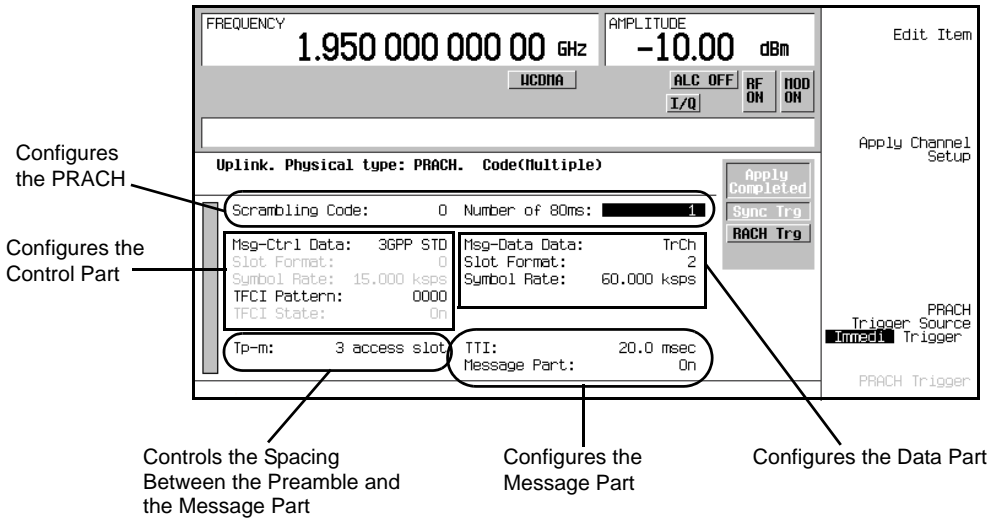 FREQUENCY
1.950 000 000 00 GHz
AMPLITUDE
-10.00 dBm
Edit Item
WCDMA
ALC OFF
I/Q
RF ON
MOD ON
Apply Channel
Setup
Uplink. Physical type: PRACH. Code(Multiple)
Apply
Completed
Sync Trg
RACH Trg
Configures
the PRACH
Scrambling Code: 0 Number of 80ms: 1
Configures the
Control Part
Msg-Ctrl Data: 3GPP STD
Slot Format: 0
Symbol Rate: 15.000 ksps
TFCI Pattern: 0000
TFCI State: On
Msg-Data Data: TrCh
Slot Format: 2
Symbol Rate: 60.000 ksps
Tp-m: 3 access slot
TTI: 20.0 msec
Message Part: On
PRACH
Trigger Source
Immedi Trigger
PRACH Trigger
Controls the Spacing
Between the Preamble and
the Message Part
Configures the
Message Part
Configures the Data Part